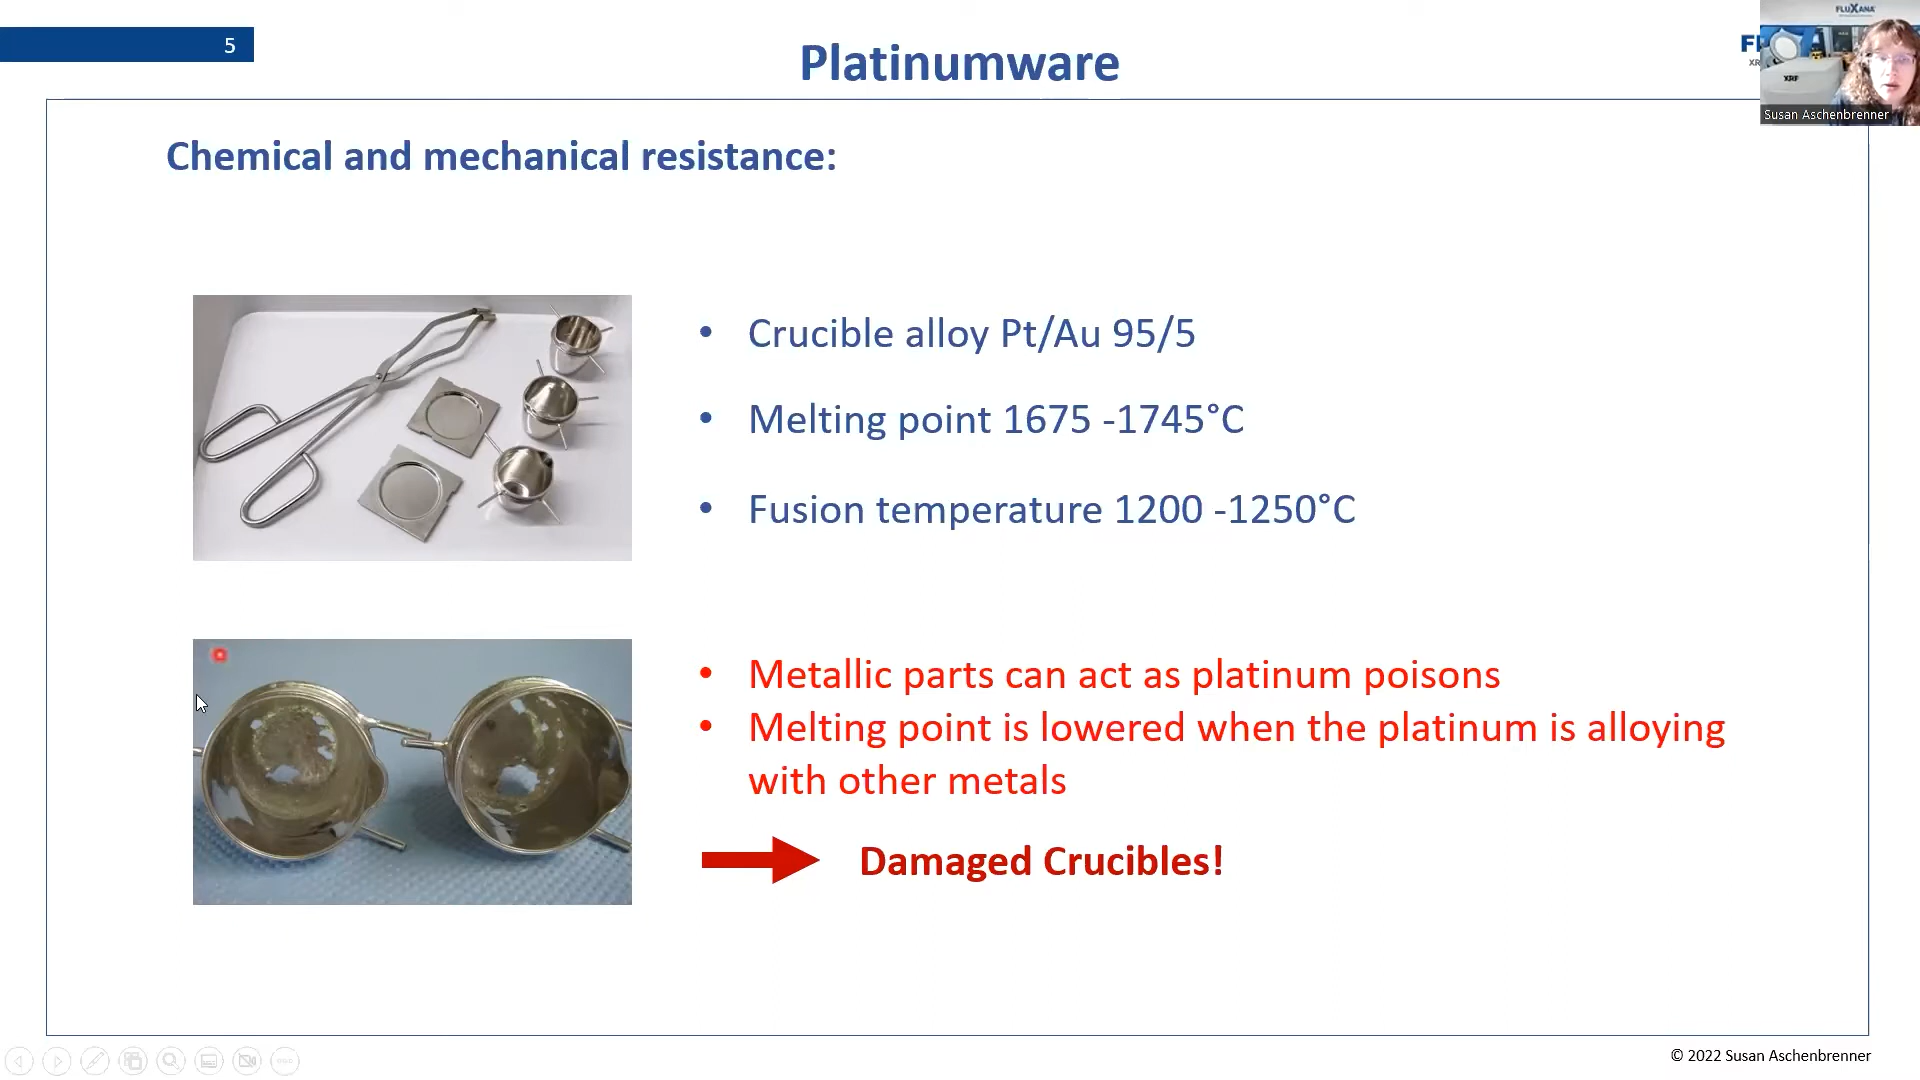 5
Platinumware
FLUXANA
XRF
Susan Aschenbrenner
Chemical and mechanical resistance:
• Crucible alloy Pt/Au 95/5
• Melting point 1675 -1745°C
• Fusion temperature 1200 -1250°C
• Metallic parts can act as platinum poisons
• Melting point is lowered when the platinum is alloying
with other metals
Damaged Crucibles!
© 2022 Susan Aschenbrenner